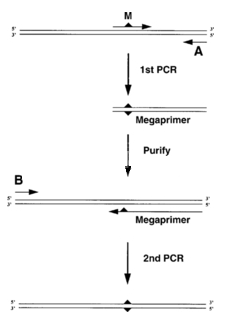 M
5' 5'
3' 3'
A
1st PCR
Megaprimer
Purify
B
5' 3'
3' 5'
Megaprimer
2nd PCR
5' 3'
3' 5'